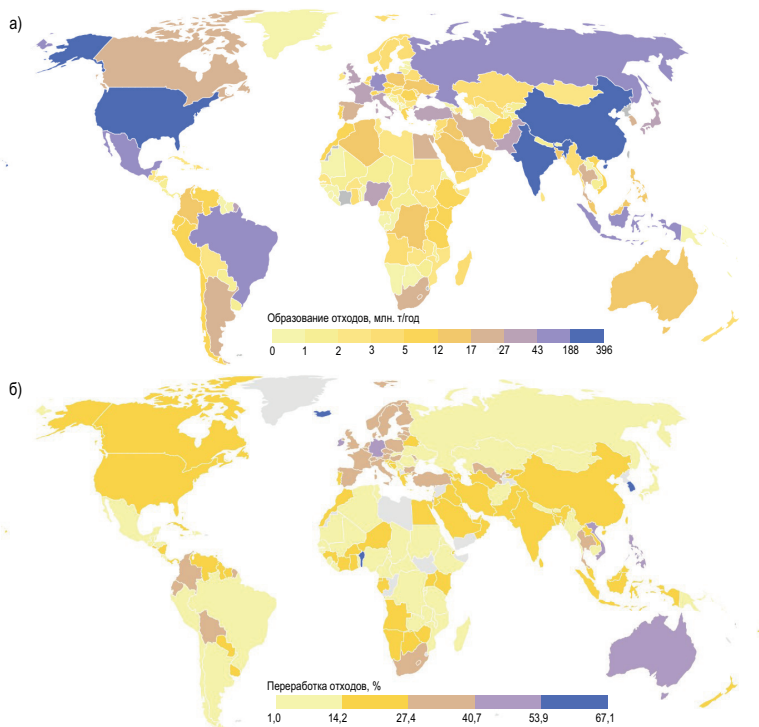 а)
Образование отходов, млн. т/год
0 1 2 3 5 12 17 27 43 188 396
б)
Переработка отходов, %
1,0 14,2 27,4 40,7 53,9 67,1